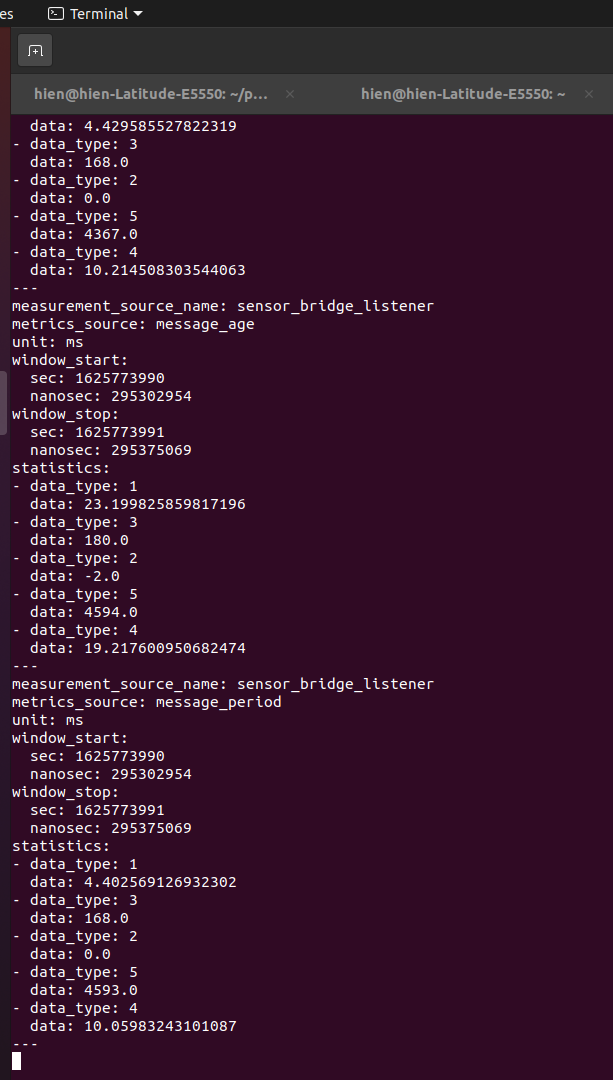 es
Terminal
hien@hien-Latitude-E5550: ~/p...
hien@hien-Latitude-E5550: ~
  data: 4.429585527822319
- data_type: 3
  data: 168.0
- data_type: 2
  data: 0.0
- data_type: 5
  data: 4367.0
- data_type: 4
  data: 10.214508303544063
---
measurement_source_name: sensor_bridge_listener
metrics_source: message_age
unit: ms
window_start:
  sec: 1625773990
  nanosec: 295302954
window_stop:
  sec: 1625773991
  nanosec: 295375069
statistics:
- data_type: 1
  data: 23.199825859817196
- data_type: 3
  data: 180.0
- data_type: 2
  data: -2.0
- data_type: 5
  data: 4594.0
- data_type: 4
  data: 19.217600950682474
---
measurement_source_name: sensor_bridge_listener
metrics_source: message_period
unit: ms
window_start:
  sec: 1625773990
  nanosec: 295302954
window_stop:
  sec: 1625773991
  nanosec: 295375069
statistics:
- data_type: 1
  data: 4.402569126932302
- data_type: 3
  data: 168.0
- data_type: 2
  data: 0.0
- data_type: 5
  data: 4593.0
- data_type: 4
  data: 10.05983243101087
---